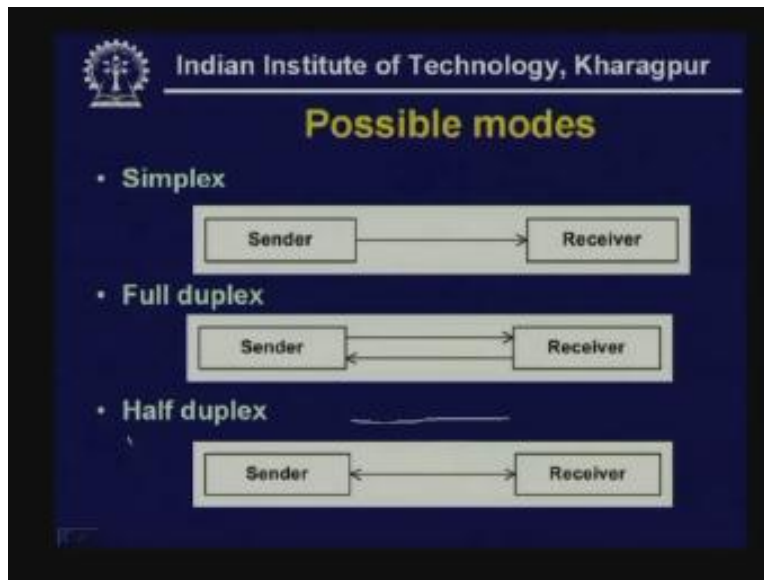 Indian Institute of Technology, Kharagpur
Possible modes
• Simplex
Sender Receiver
• Full duplex
Sender Receiver
• Half duplex
Sender Receiver